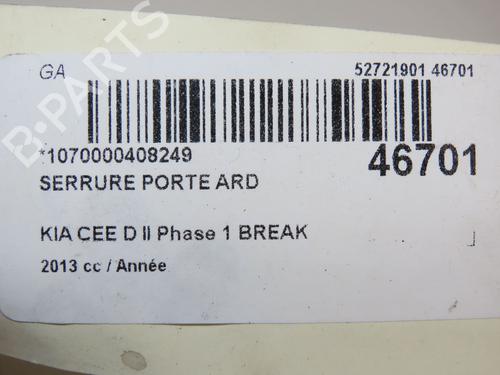 GA 52721901 46701
*1070000408249 46701
SERRURE PORTE ARD
KIA CEE D II Phase 1 BREAK
2013 cc / Année
B-PARTS